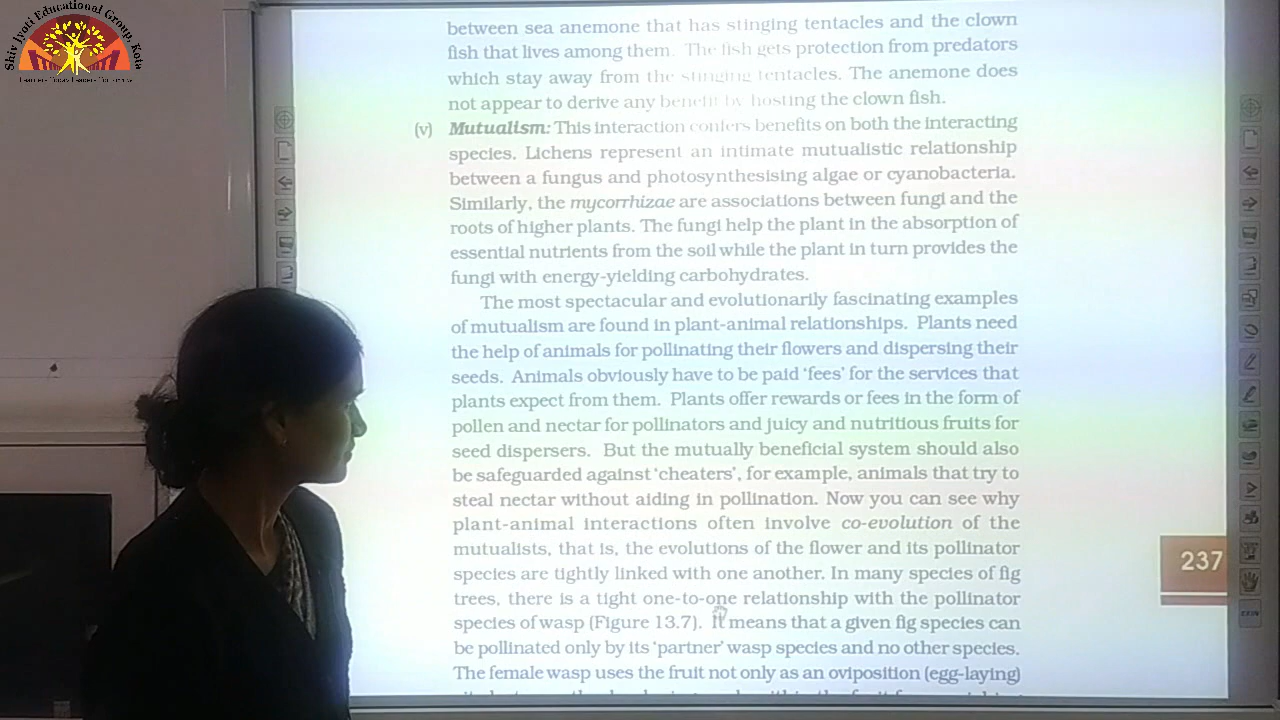 Shiv Jyoti Educational Group, Kota
between sea anemone that has stinging tentacles and the clown
fish that lives among them. The fish gets protection from predators
which stay away from the stinging tentacles. The anemone does
not appear to derive any benefit by hosting the clown fish.
(v) Mutualism: This interaction confers benefits on both the interacting
species. Lichens represent an intimate mutualistic relationship
between a fungus and photosynthesising algae or cyanobacteria.
Similarly, the mycorrhizae are associations between fungi and the
roots of higher plants. The fungi help the plant in the absorption of
essential nutrients from the soil while the plant in turn provides the
fungi with energy-yielding carbohydrates.
The most spectacular and evolutionarily fascinating examples
of mutualism are found in plant-animal relationships. Plants need
the help of animals for pollinating their flowers and dispersing their
seeds. Animals obviously have to be paid ‘fees’ for the services that
plants expect from them. Plants offer rewards or fees in the form of
pollen and nectar for pollinators and juicy and nutritious fruits for
seed dispersers. But the mutually beneficial system should also
be safeguarded against ‘cheaters’, for example, animals that try to
steal nectar without aiding in pollination. Now you can see why
plant-animal interactions often involve co-evolution of the
mutualists, that is, the evolutions of the flower and its pollinator
species are tightly linked with one another. In many species of fig
trees, there is a tight one-to-one relationship with the pollinator
species of wasp (Figure 13.7). It means that a given fig species can
be pollinated only by its ‘partner’ wasp species and no other species.
The female wasp uses the fruit not only as an oviposition (egg-laying)
237